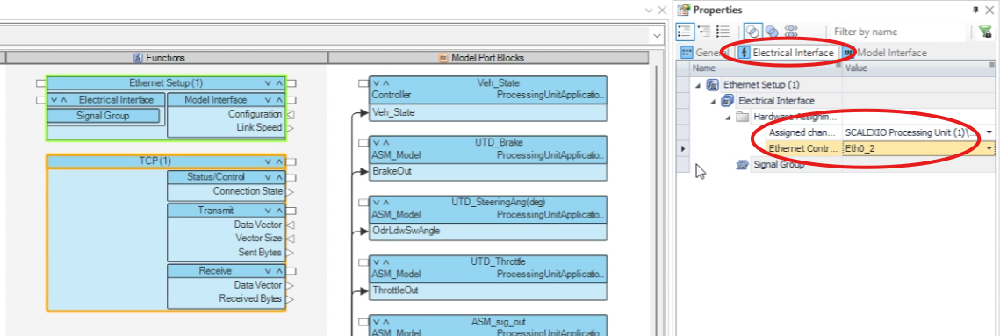 Properties
Filter by name
General
Electrical Interface
Model Interface
Name
Value
Ethernet Setup (1)
Electrical Interface
Hardware Assignm...
Assigned chan...
SCALEXIO Processing Unit (1)\...
Ethernet Contr...
Eth0_2
Signal Group
Functions
Model Port Blocks
Ethernet Setup (1)
Electrical Interface
Model Interface
Signal Group
Configuration
Link Speed
TCP (1)
Status/Control
Connection State
Transmit
Data Vector
Vector Size
Sent Bytes
Receive
Data Vector
Received Bytes
Veh_State
Controller
ProcessingUnitApplicatio..
Veh_State
UTD_Brake
ASM_Model
ProcessingUnitApplicatio..
BrakeOut
UTD_SteeringAng(deg)
ASM_Model
ProcessingUnitApplicatio..
OdrLdwSwAngle
UTD_Throttle
ASM_Model
ProcessingUnitApplicatio..
ThrottleOut
ASM_sig_out
ASM_Model
ProcessingUnitApplicatio..